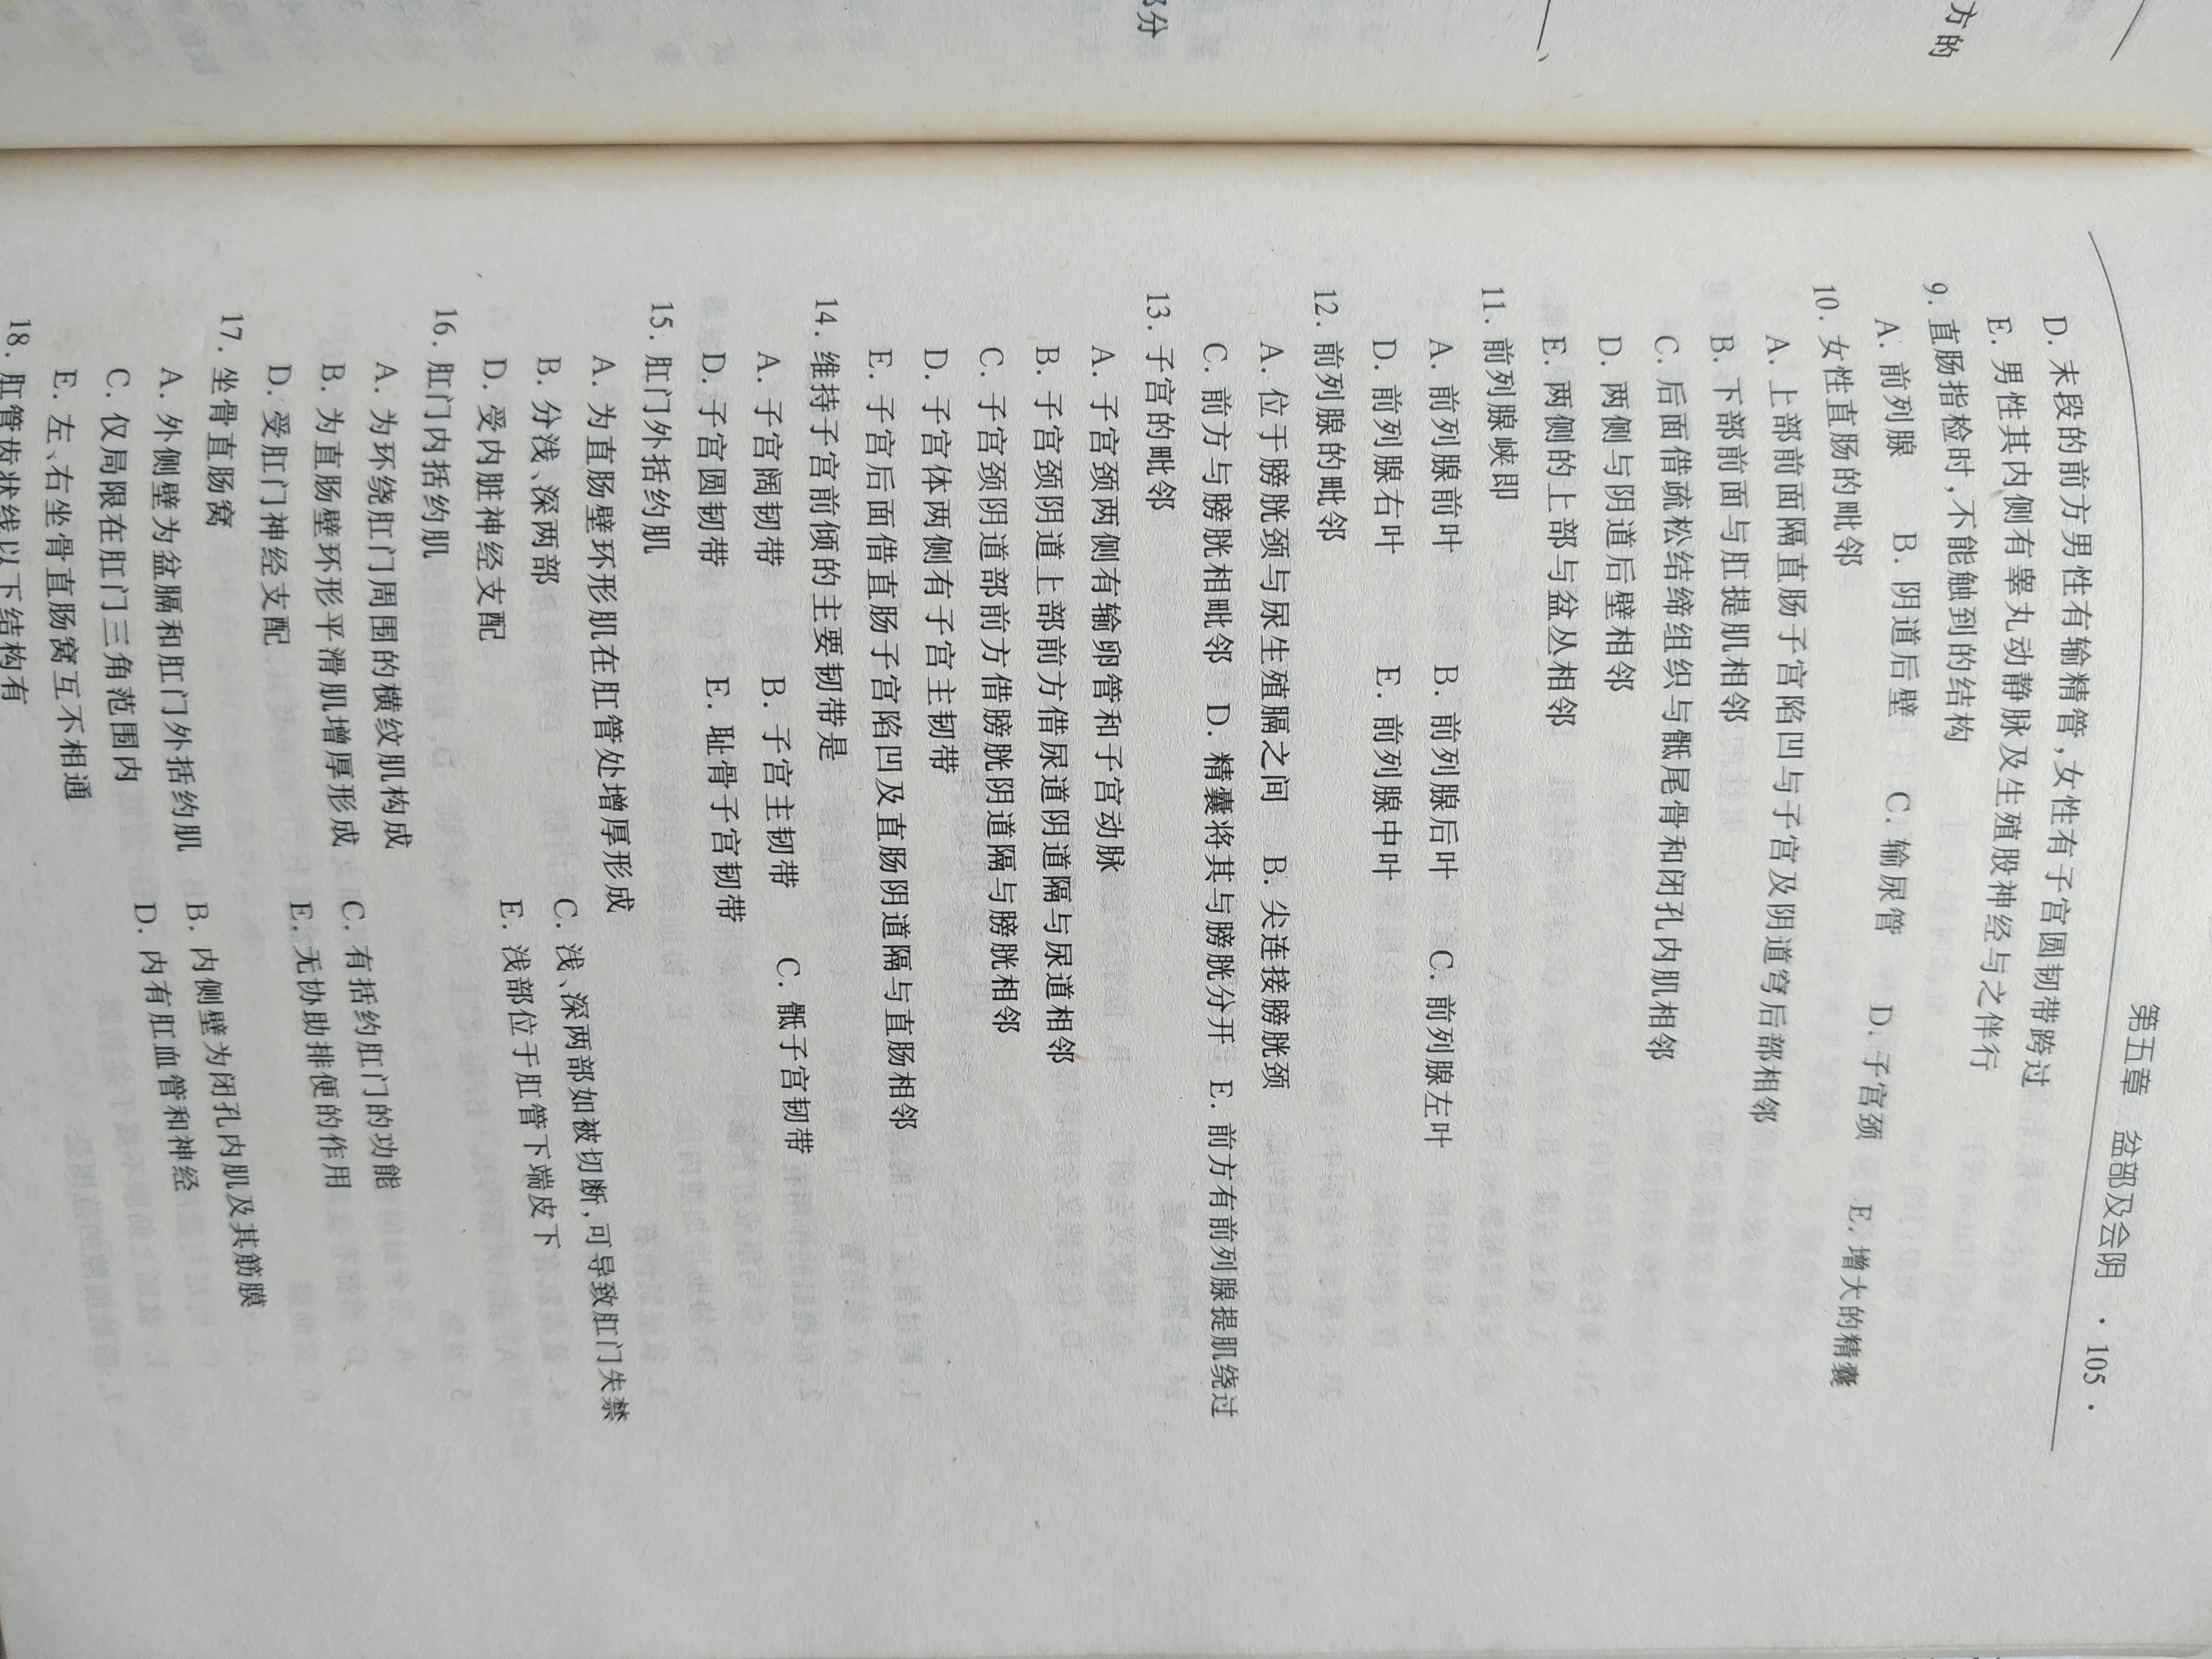 部分
方的
第五章 盆部及会阴 · 105 ·
D. 末段的前方男性有输精管,女性有子宫圆韧带跨过
E. 男性其内侧有睾丸动静脉及生殖股神经与之伴行
9. 直肠指检时,不能触到的结构
A. 前列腺 B. 阴道后壁 C. 输尿管 D. 子宫颈 E. 增大的精囊
10. 女性直肠的毗邻
A. 上部前面隔直肠子宫陷凹与子宫及阴道穹后部相邻
B. 下部前面与肛提肌相邻
C. 后面借疏松结缔组织与骶尾骨和闭孔内肌相邻
D. 两侧与阴道后壁相邻
E. 两侧的上部与盆丛相邻
11. 前列腺峡即
A. 前列腺前叶 B. 前列腺后叶 C. 前列腺左叶
D. 前列腺右叶 E. 前列腺中叶
12. 前列腺的毗邻
A. 位于膀胱颈与尿生殖膈之间 B. 尖连接膀胱颈
C. 前方与膀胱相毗邻 D. 精囊将其与膀胱分开 E. 前方有前列腺提肌绕过
13. 子宫的毗邻
A. 子宫颈两侧有输卵管和子宫动脉
B. 子宫颈阴道上部前方借尿道阴道隔与尿道相邻
C. 子宫颈阴道部前方借膀胱阴道隔与膀胱相邻
D. 子宫体两侧有子宫主韧带
E. 子宫后面借直肠子宫陷凹及直肠阴道隔与直肠相邻
14. 维持子宫前倾的主要韧带是
A. 子宫阔韧带 B. 子宫主韧带 C. 骶子宫韧带
D. 子宫圆韧带 E. 耻骨子宫韧带
15. 肛门外括约肌
A. 为直肠壁环形肌在肛管处增厚形成
B. 分浅、深两部 C. 浅、深两部如被切断,可导致肛门失禁
D. 受内脏神经支配 E. 浅部位于肛管下端皮下
16. 肛门内括约肌
A. 为环绕肛门周围的横纹肌构成
B. 为直肠壁环形平滑肌增厚形成 C. 有括约肛门的功能
D. 受肛门神经支配 E. 无协助排便的作用
17. 坐骨直肠窝
A. 外侧壁为盆膈和肛门外括约肌 B. 内侧壁为闭孔内肌及其筋膜
C. 仅局限在肛门三角范围内 D. 内有肛血管和神经
E. 左、右坐骨直肠窝互不相通
18. 肛管齿状线以下结构有